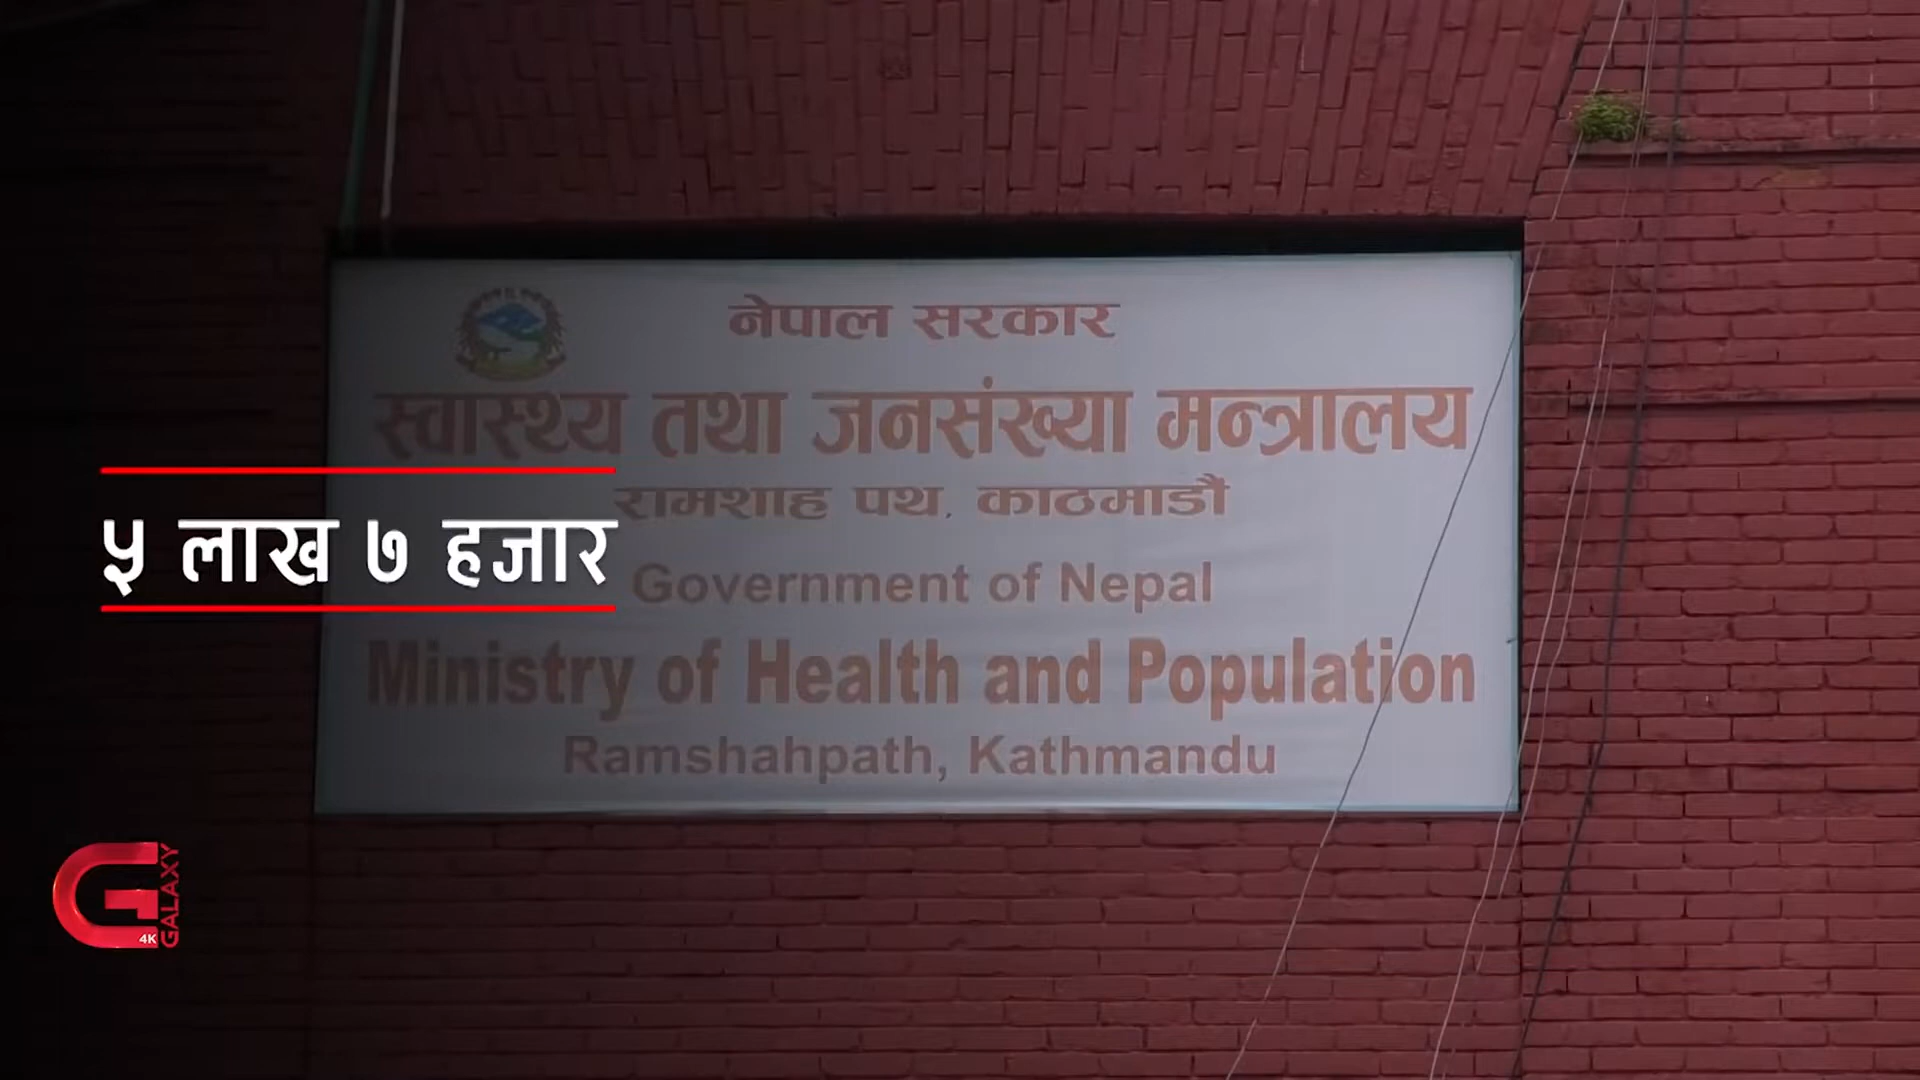 नेपाल सरकार
स्वास्थ्य तथा जनसंख्या मन्त्रालय
रामशाह पथ, काठमाडौं
५ लाख ७ हजार
Government of Nepal
Ministry of Health and Population
Ramshahpath, Kathmandu
GALAXY
4K